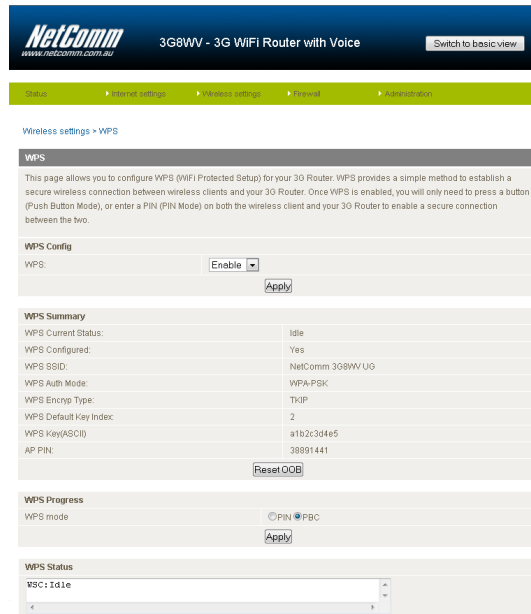 NetComm
www.netcomm.com.au
3G8WV - 3G WiFi Router with Voice
Switch to basic view
Status
Internet settings
Wireless settings
Firewall
Administration
Wireless settings > WPS
WPS
This page allows you to configure WPS (WiFi Protected Setup) for your 3G Router. WPS provides a simple method to establish a
secure wireless connection between wireless clients and your 3G Router. Once WPS is enabled, you will only need to press a button
(Push Button Mode), or enter a PIN (PIN Mode) on both the wireless client and your 3G Router to enable a secure connection
between the two.
WPS Config
WPS: Enable
Apply
WPS Summary
WPS Current Status: Idle
WPS Configured: Yes
WPS SSID: NetComm 3G8WV UG
WPS Auth Mode: WPA-PSK
WPS Encryp Type: TKIP
WPS Default Key Index: 2
WPS Key(ASCII) a1b2c3d4e5
AP PIN: 38891441
Reset OOB
WPS Progress
WPS mode PIN PBC
Apply
WPS Status
WSC:Idle